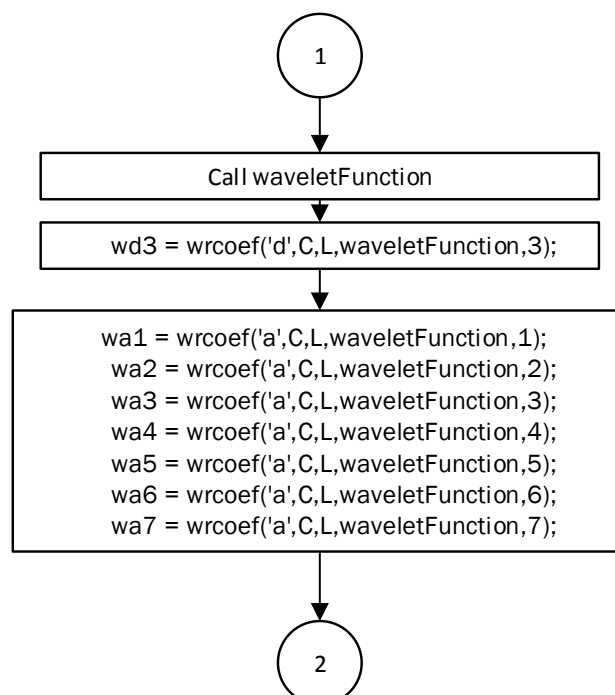 1
Call waveletFunction
wd3 = wrcoef('d',C,L,waveletFunction,3);
wa1 = wrcoef('a',C,L,waveletFunction,1);
wa2 = wrcoef('a',C,L,waveletFunction,2);
wa3 = wrcoef('a',C,L,waveletFunction,3);
wa4 = wrcoef('a',C,L,waveletFunction,4);
wa5 = wrcoef('a',C,L,waveletFunction,5);
wa6 = wrcoef('a',C,L,waveletFunction,6);
wa7 = wrcoef('a',C,L,waveletFunction,7);
2